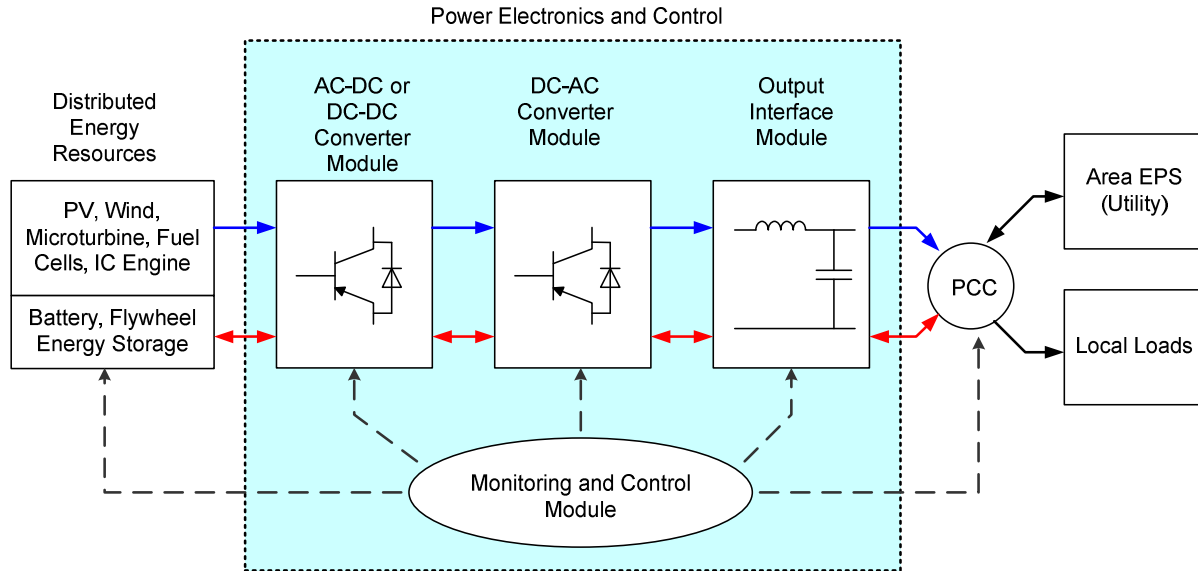 Power Electronics and Control
Distributed
Energy
Resources
AC-DC or
DC-DC
Converter
Module
DC-AC
Converter
Module
Output
Interface
Module
PV, Wind,
Microturbine, Fuel
Cells, IC Engine
Battery, Flywheel
Energy Storage
PCC
Area EPS
(Utility)
Local Loads
Monitoring and Control
Module